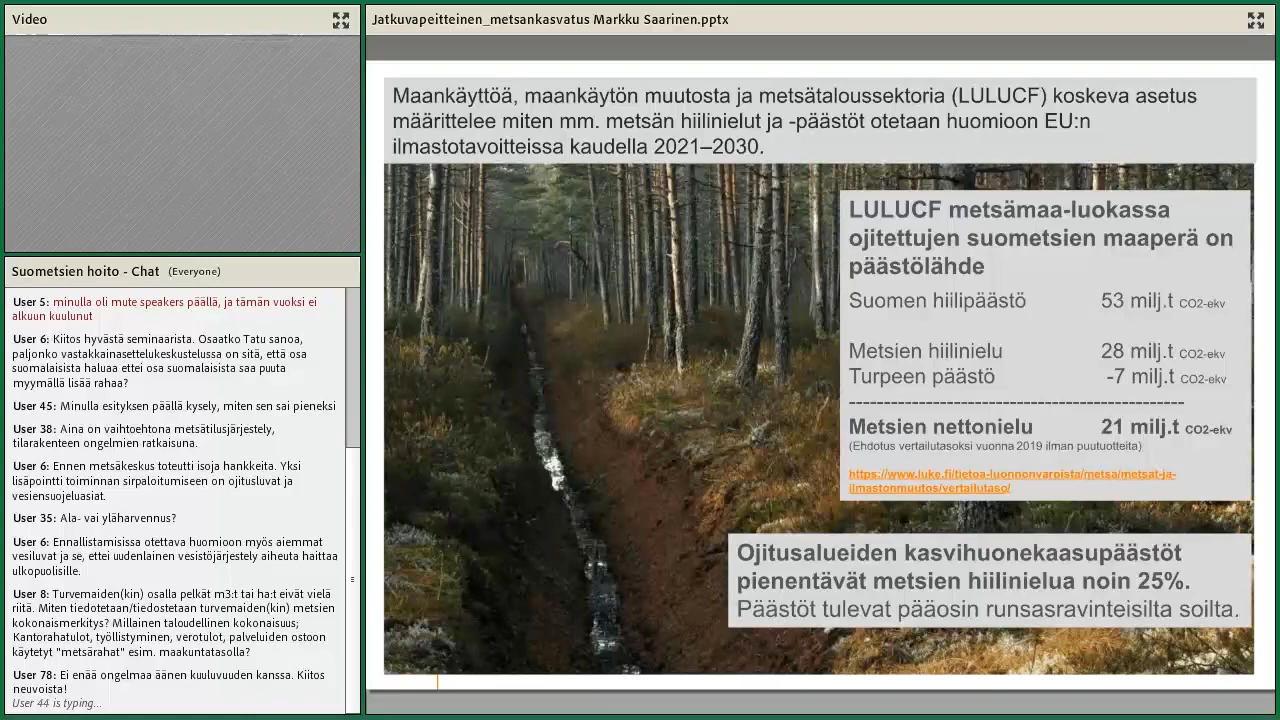 Video
Suometsien hoito - Chat (Everyone)
User 5: minulla oli mute speakers päällä, ja tämän vuoksi ei
alkuun kuulunut
User 6: Kiitos hyvästä seminaarista. Osaatko Tatu sanoa,
paljonko vastakkainasettelukeskustelussa on sitä, että osa
suomalaisista haluaa ettei osa suomalaisista saa puuta
myymällä lisää rahaa?
User 45: Minulla esityksen päällä kysely, miten sen sai pieneksi
User 38: Aina on vaihtoehtona metsätilusjärjestely,
tilarakenteen ongelmien ratkaisuna.
User 6: Ennen metsäkeskus toteutti isoja hankkeita. Yksi
lisäpointti toiminnan sirpaloitumiseen on ojitusluvat ja
vesiensuojeluasiat.
User 35: Ala- vai yläharvennus?
User 6: Ennallistamisissa otettava huomioon myös aiemmat
vesiluvat ja se, ettei uudenlainen vesistöjärjestely aiheuta haittaa
ulkopuolisille.
User 8: Turvemaiden(kin) osalla pelkät m3:t tai ha:t eivät vielä
riitä. Miten tiedotetaan/tiedostetaan turvemaiden(kin) metsien
kokonaismerkitys? Millainen taloudellinen kokonaisuus;
Kantorahatulot, työllistyminen, verotulot, palveluiden ostoon
käytetyt "metsärahat" esim. maakuntatasolla?
User 78: Ei enää ongelmaa äänen kuuluvuuden kanssa. Kiitos
neuvoista!
User 44 is typing...
Jatkuvapeitteinen_metsankasvatus Markku Saarinen.pptx
Maankäyttöä, maankäytön muutosta ja metsätaloussektoria (LULUCF) koskeva asetus
määrittelee miten mm. metsän hiilinielut ja -päästöt otetaan huomioon EU:n
ilmastotavoitteissa kaudella 2021–2030.
LULUCF metsämaa-luokassa
ojitettujen suometsien maaperä on
päästölähde
Suomen hiilipäästö 53 milj.t CO2-ekv
Metsien hiilinielu 28 milj.t CO2-ekv
Turpeen päästö -7 milj.t CO2-ekv
------------------------------------------------
Metsien nettonielu 21 milj.t CO2-ekv
(Ehdotus vertailutasoksi vuonna 2019 ilman puutuotteita)
https://www.luke.fi/tietoa-luonnonvaroista/metsa/metsat-ja-
ilmastonmuutos/vertailutaso/
Ojitusalueiden kasvihuonekaasupäästöt
pienentävät metsien hiilinielua noin 25%.
Päästöt tulevat pääosin runsasravinteisilta soilta.